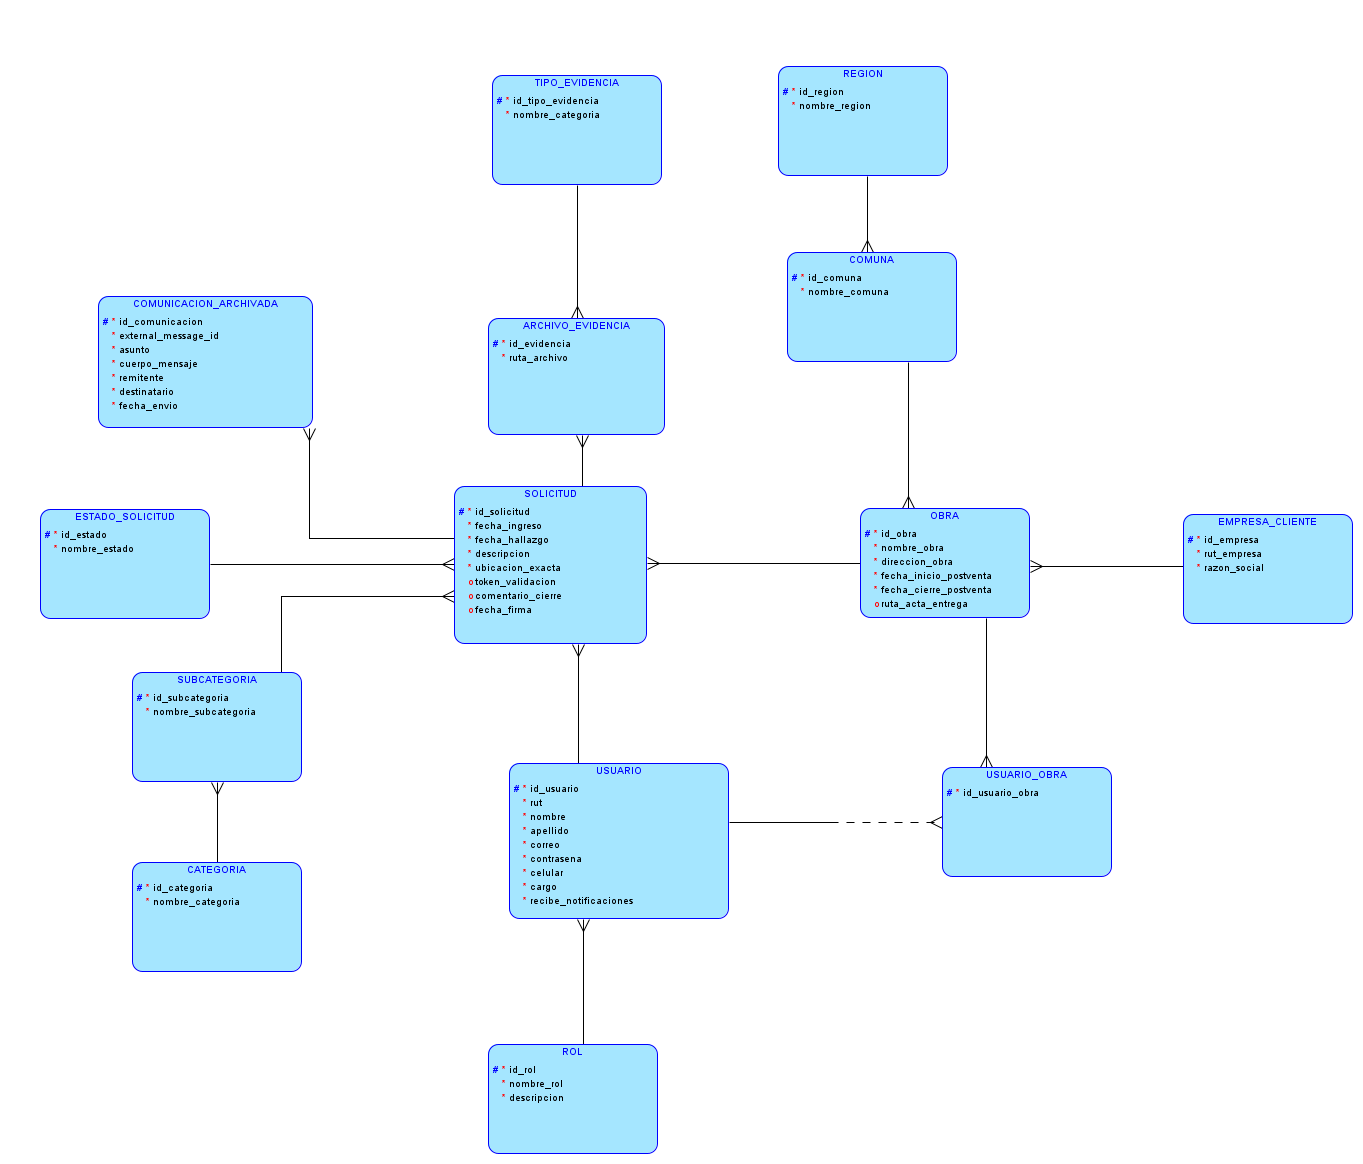 TIPO_EVIDENCIA
# * id_tipo_evidencia
* nombre_categoria
REGION
# * id_region
* nombre_region
COMUNA
# * id_comuna
* nombre_comuna
COMUNICACION_ARCHIVADA
# * id_comunicacion
* external_message_id
* asunto
* cuerpo_mensaje
* remitente
* destinatario
* fecha_envio
ARCHIVO_EVIDENCIA
# * id_evidencia
* ruta_archivo
ESTADO_SOLICITUD
# * id_estado
* nombre_estado
SOLICITUD
# * id_solicitud
* fecha_ingreso
* fecha_hallazgo
* descripcion
* ubicacion_exacta
o token_validacion
o comentario_cierre
o fecha_firma
OBRA
# * id_obra
* nombre_obra
* direccion_obra
* fecha_inicio_postventa
* fecha_cierre_postventa
o ruta_acta_entrega
EMPRESA_CLIENTE
# * id_empresa
* rut_empresa
* razon_social
SUBCATEGORIA
# * id_subcategoria
* nombre_subcategoria
USUARIO
# * id_usuario
* rut
* nombre
* apellido
* correo
* contrasena
* celular
* cargo
* recibe_notificaciones
USUARIO_OBRA
# * id_usuario_obra
CATEGORIA
# * id_categoria
* nombre_categoria
ROL
# * id_rol
* nombre_rol
* descripcion